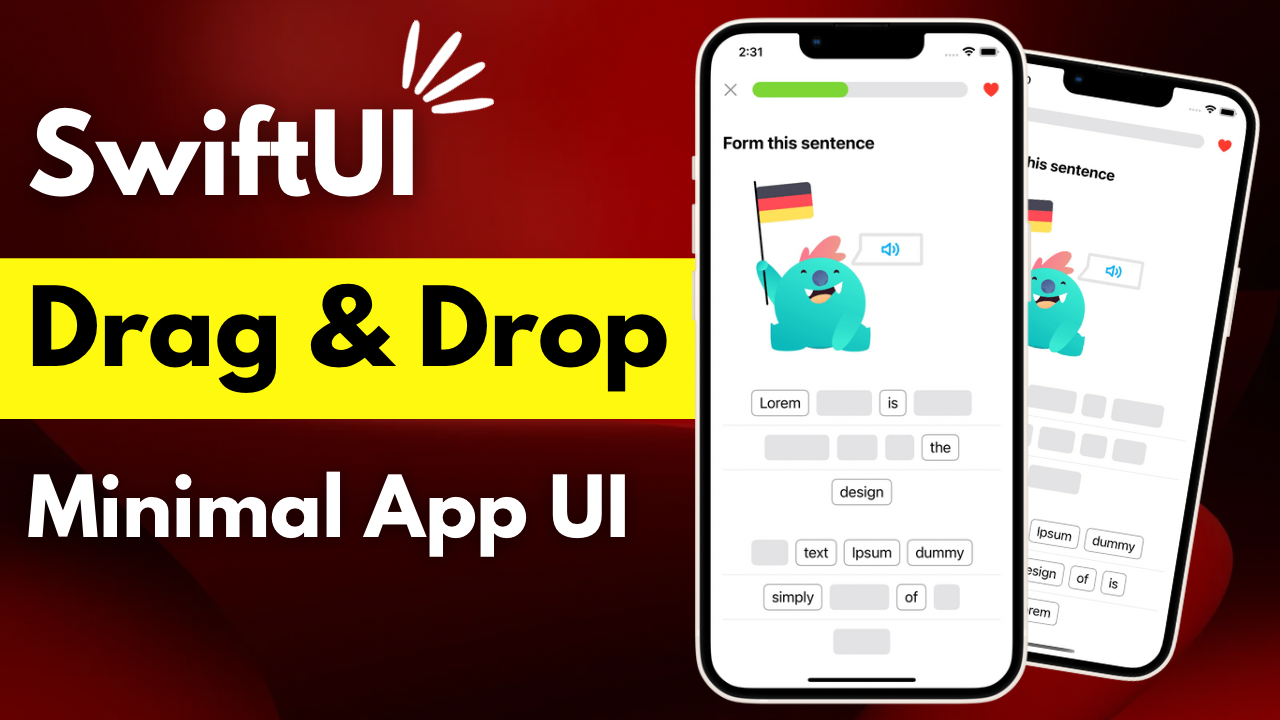 SwiftUI
Drag & Drop
Minimal App UI
2:31
Form this sentence
Lorem is
the
design
text Ipsum dummy
simply of
his sentence
Ipsum dummy
esign of is
rem